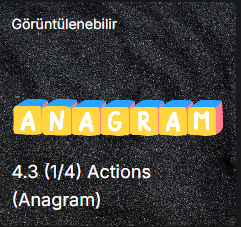 Görüntülenebilir
ANAGRAM
4.3 (1/4) Actions
(Anagram)